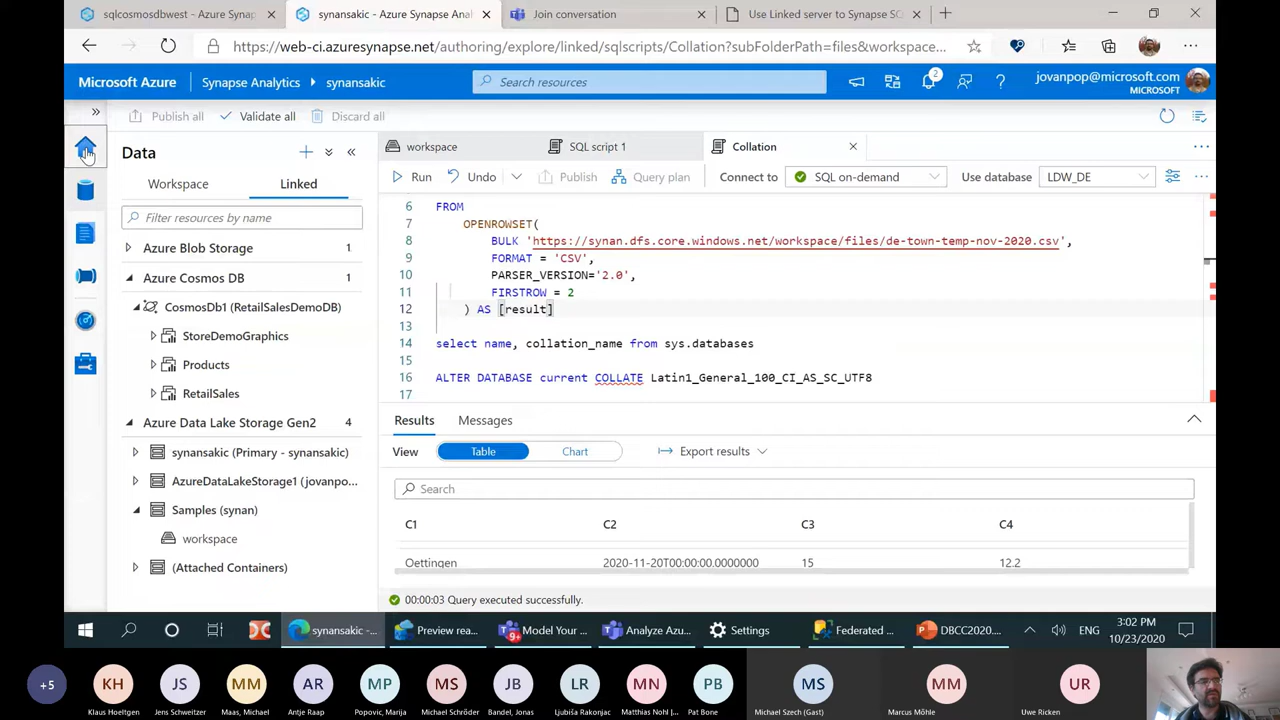 sqlcosmosdbwest - Azure Synap
synansakic - Azure Synapse Anal
Join conversation
Use Linked server to Synapse SQ
https://web-ci.azuresynapse.net/authoring/explore/linked/sqlscripts/Collation?subFolderPath=files&workspace...
Microsoft Azure
Synapse Analytics
synansakic
Search resources
2
jovanpop@microsoft.com
MICROSOFT
Publish all
Validate all
Discard all
Data
Workspace
Linked
Filter resources by name
Azure Blob Storage 1
Azure Cosmos DB 1
CosmosDb1 (RetailSalesDemoDB)
StoreDemoGraphics
Products
RetailSales
Azure Data Lake Storage Gen2 4
synansakic (Primary - synansakic)
AzureDataLakeStorage1 (jovanpo...
Samples (synan)
workspace
(Attached Containers)
workspace
SQL script 1
Collation
Run
Undo
Publish
Query plan
Connect to
SQL on-demand
Use database
LDW_DE
6 FROM
7 OPENROWSET(
8 BULK 'https://synan.dfs.core.windows.net/workspace/files/de-town-temp-nov-2020.csv',
9 FORMAT = 'CSV',
10 PARSER_VERSION='2.0',
11 FIRSTROW = 2
12 ) AS [result]
13
14 select name, collation_name from sys.databases
15
16 ALTER DATABASE current COLLATE Latin1_General_100_CI_AS_SC_UTF8
17
Results
Messages
View
Table
Chart
Export results
Search
C1 C2 C3 C4
Oettingen 2020-11-20T00:00:00.0000000 15 12.2
00:00:03 Query executed successfully.
synansakic -...
Preview rea...
9+
Model Your ...
Analyze Azu...
Settings
Federated ...
DBCC2020....
ENG
3:02 PM
10/23/2020
+5
KH
JS
MM
AR
MP
MS
JB
LR
MN
PB
MS
MM
UR
Klaus Hoeltgen
Jens Schweitzer
Maas, Michael
Antje Raap
Popovic, Marija
Michael Schröder
Bandel, Jonas
Ljubiša Rakonjac
Matthias Nohl
Pat Bone
Michael Szech (Gast)
Marcus Möhle
Uwe Ricken